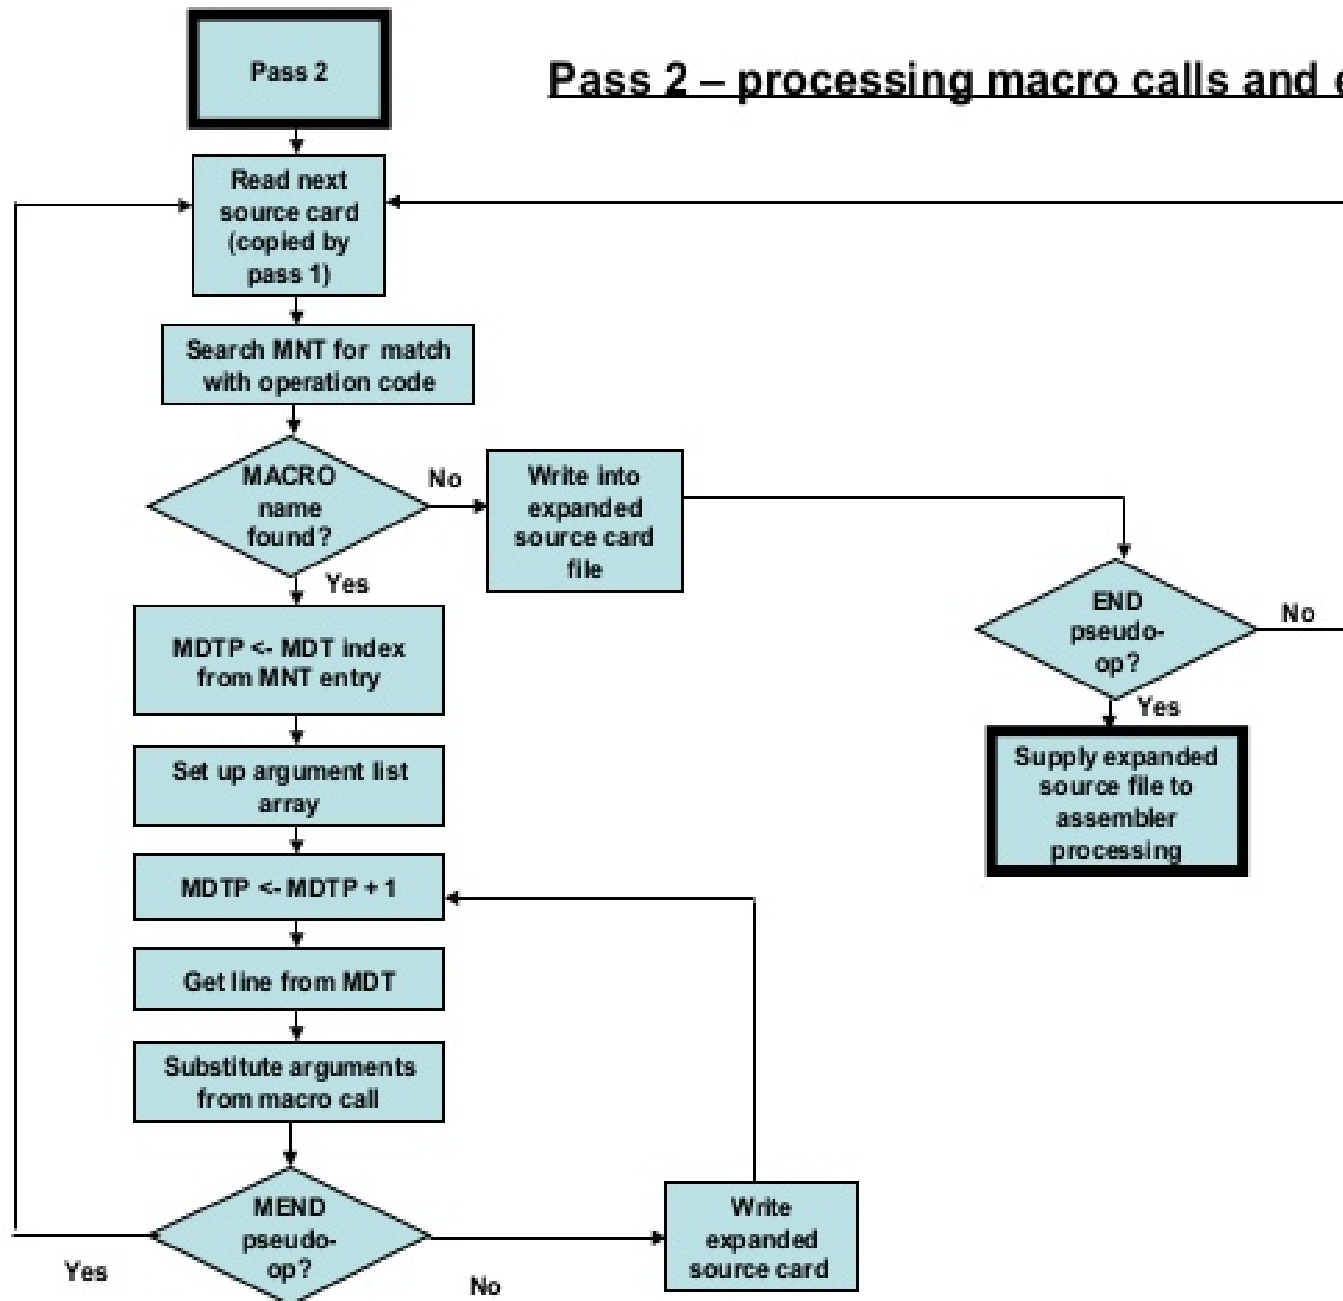 Pass 2
Pass 2 – processing macro calls and e
Read next
source card
(copied by
pass 1)
Search MNT for match
with operation code
MACRO
name
found?
No
Write into
expanded
source card
file
Yes
END
pseudo-
op?
No
Yes
MDTP <- MDT index
from MNT entry
Supply expanded
source file to
assembler
processing
Set up argument list
array
MDTP <- MDTP + 1
Get line from MDT
Substitute arguments
from macro call
MEND
pseudo-
op?
Yes
No
Write
expanded
source card